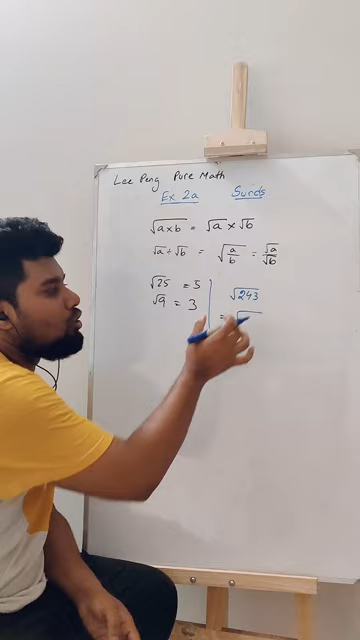 Lee Peng Pure Math
Ex 2a Surds
√a×b = √a × √b
√a ÷ √b = √a/b = √a/√b
√25 = 5
√9 = 3
√243
= √